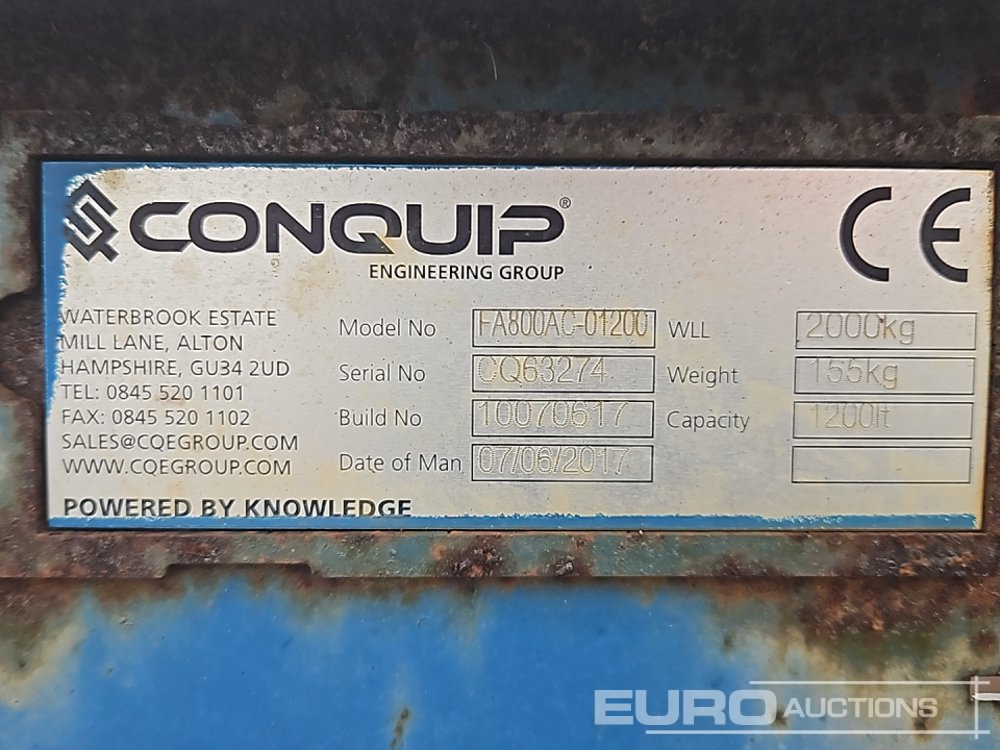 CONQUIP®
ENGINEERING GROUP
CE
WATERBROOK ESTATE
MILL LANE, ALTON
HAMPSHIRE, GU34 2UD
TEL: 0845 520 1101
FAX: 0845 520 1102
SALES@CQEGROUP.COM
WWW.CQEGROUP.COM
POWERED BY KNOWLEDGE
Model No FA800AC-01200
Serial No CQ63274
Build No 10070617
Date of Man 07/06/2017
WLL 2000kg
Weight 155kg
Capacity 1200lt
EURO AUCTIONS